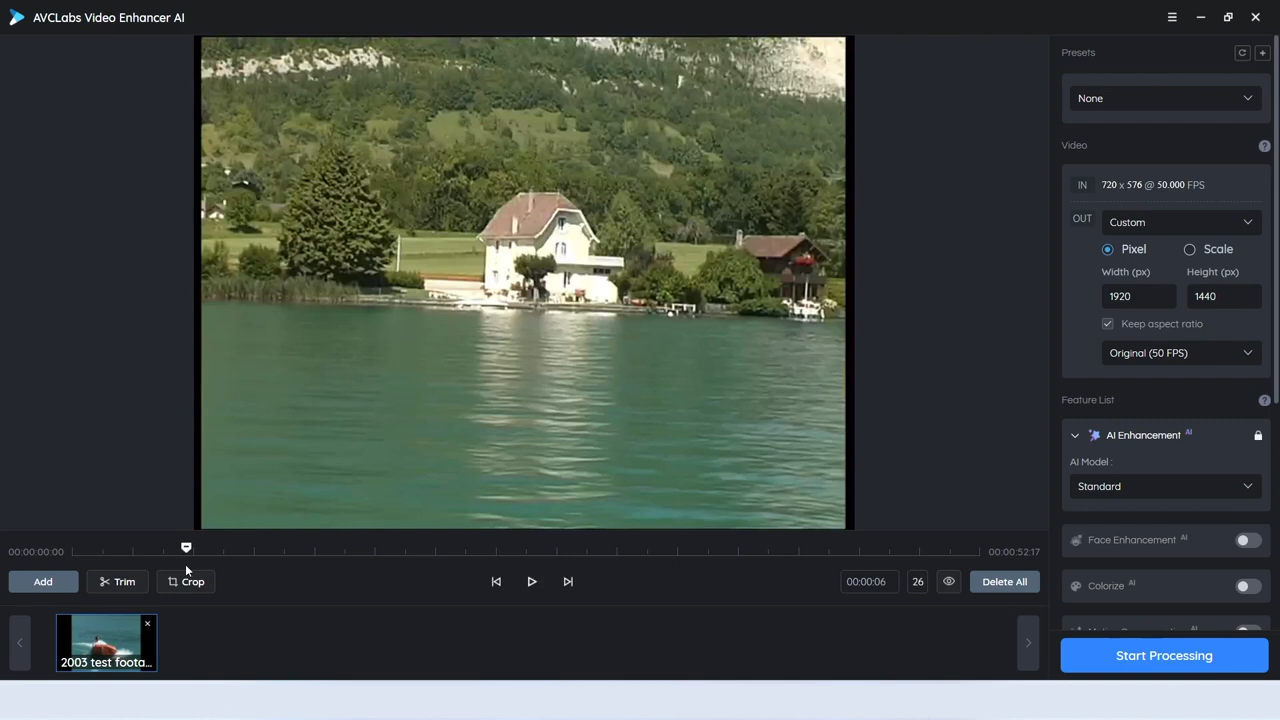 AVCLabs Video Enhancer AI
Presets
None
Video
IN 720 x 576 @ 50.000 FPS
OUT Custom
Pixel Scale
Width (px) Height (px)
1920 1440
Keep aspect ratio
Original (50 FPS)
Feature List
AI Enhancement AI
AI Model :
Standard
Face Enhancement AI
Colorize AI
00:00:00:00 00:00:52:17
Add Trim Crop 00:00:06 26 Delete All
2003 test foota...
Start Processing